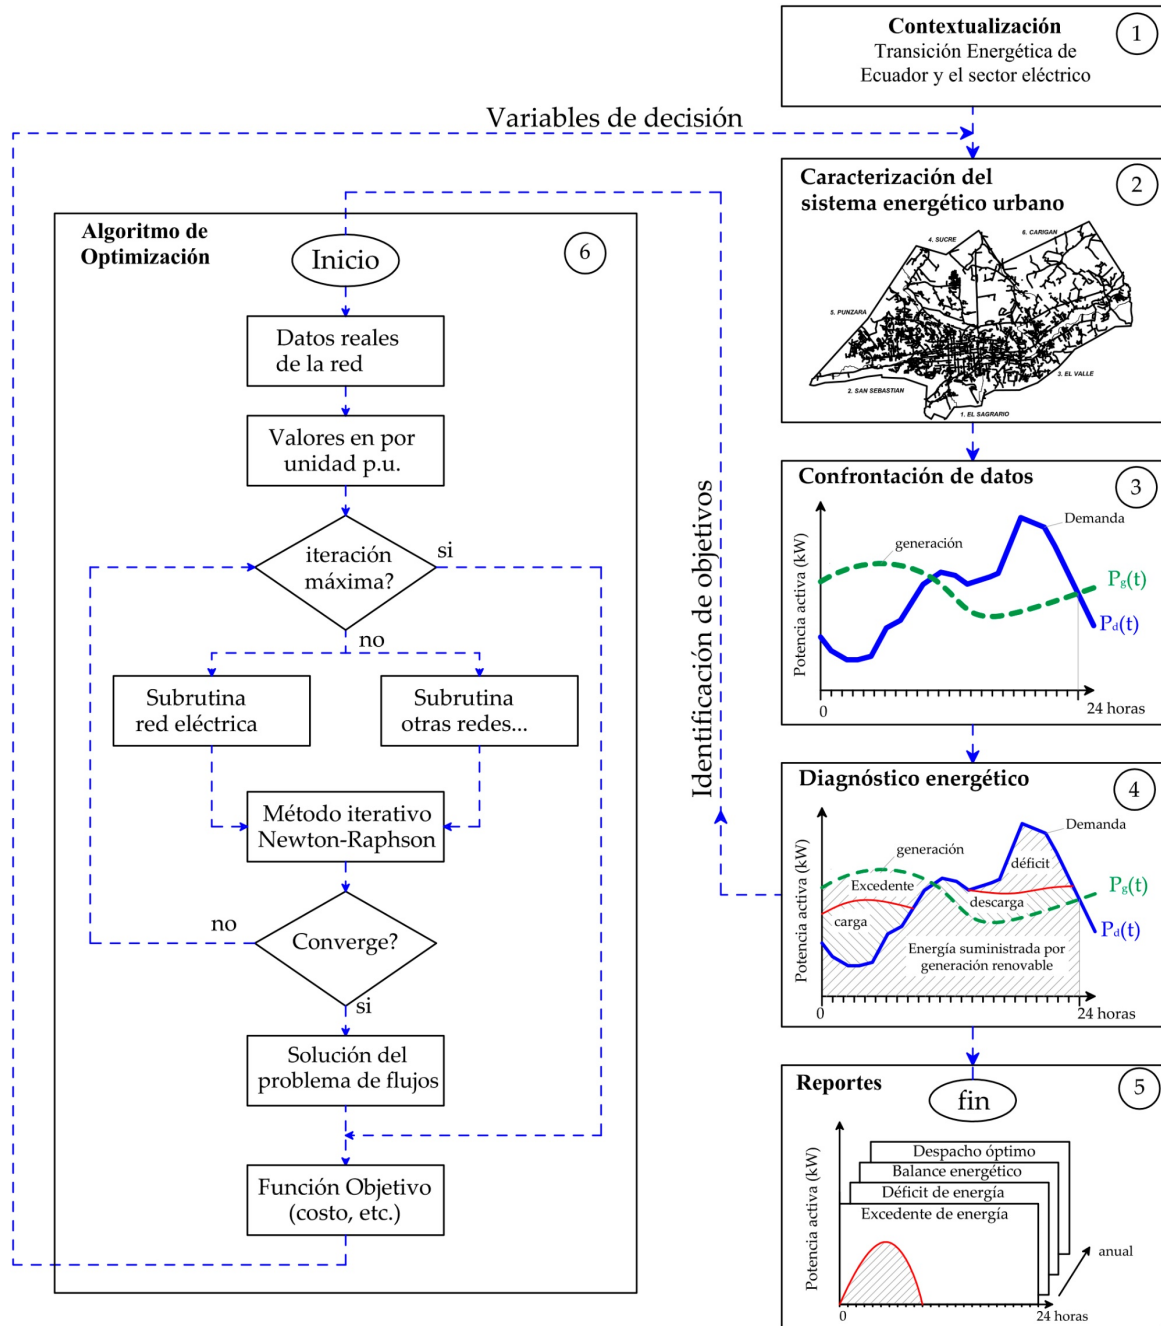 Contextualización
1
Transición Energética de
Ecuador y el sector eléctrico
Variables de decisión
Caracterización del
sistema energético urbano
2
4. SUCRE
6. CARIGAN
5. PUNZARA
3. EL VALLE
2. SAN SEBASTIAN
1. EL SAGRARIO
Confrontación de datos
3
Potencia activa (kW)
generación
Demanda
Pg(t)
Pd(t)
0
24 horas
Identificación de objetivos
Diagnóstico energético
4
Potencia activa (kW)
generación
Demanda
déficit
Excedente
descarga
carga
Pg(t)
Pd(t)
Energía suministrada por
generación renovable
0
24 horas
Reportes
5
fin
Potencia activa (kW)
Despacho óptimo
Balance energético
Déficit de energía
Excedente de energía
anual
0
24 horas
Algoritmo de
Optimización
6
Inicio
Datos reales
de la red
Valores en por
unidad p.u.
iteración
máxima?
si
no
Subrutina
red eléctrica
Subrutina
otras redes...
Método iterativo
Newton-Raphson
no
Converge?
si
Solución del
problema de flujos
Función Objetivo
(costo, etc.)